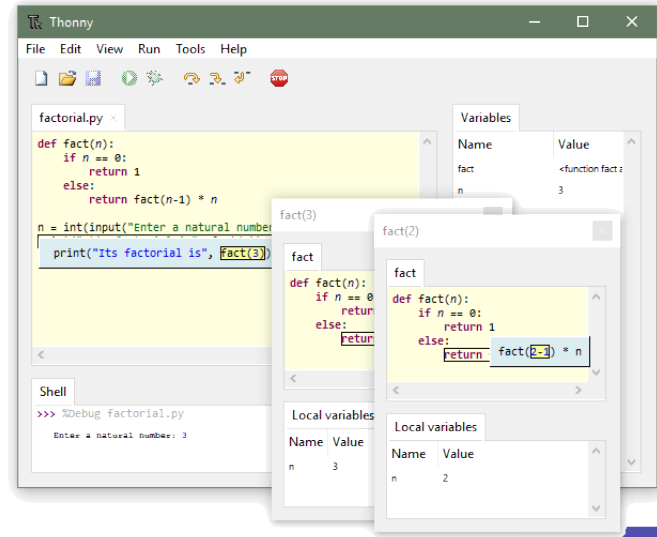 Thonny
File Edit View Run Tools Help
STOP
factorial.py
def fact(n):
    if n == 0:
        return 1
    else:
        return fact(n-1) * n
n = int(input("Enter a natural number
print("Its factorial is", fact(3))
Shell
>>> %Debug factorial.py
Enter a natural number: 3
Variables
Name Value
fact <function fact a
n 3
fact(3)
fact
def fact(n):
    if n == 0
        retur
    else:
        retur
Local variables
Name Value
n 3
fact(2)
fact
def fact(n):
    if n == 0:
        return 1
    else:
        return fact(2-1) * n
Local variables
Name Value
n 2